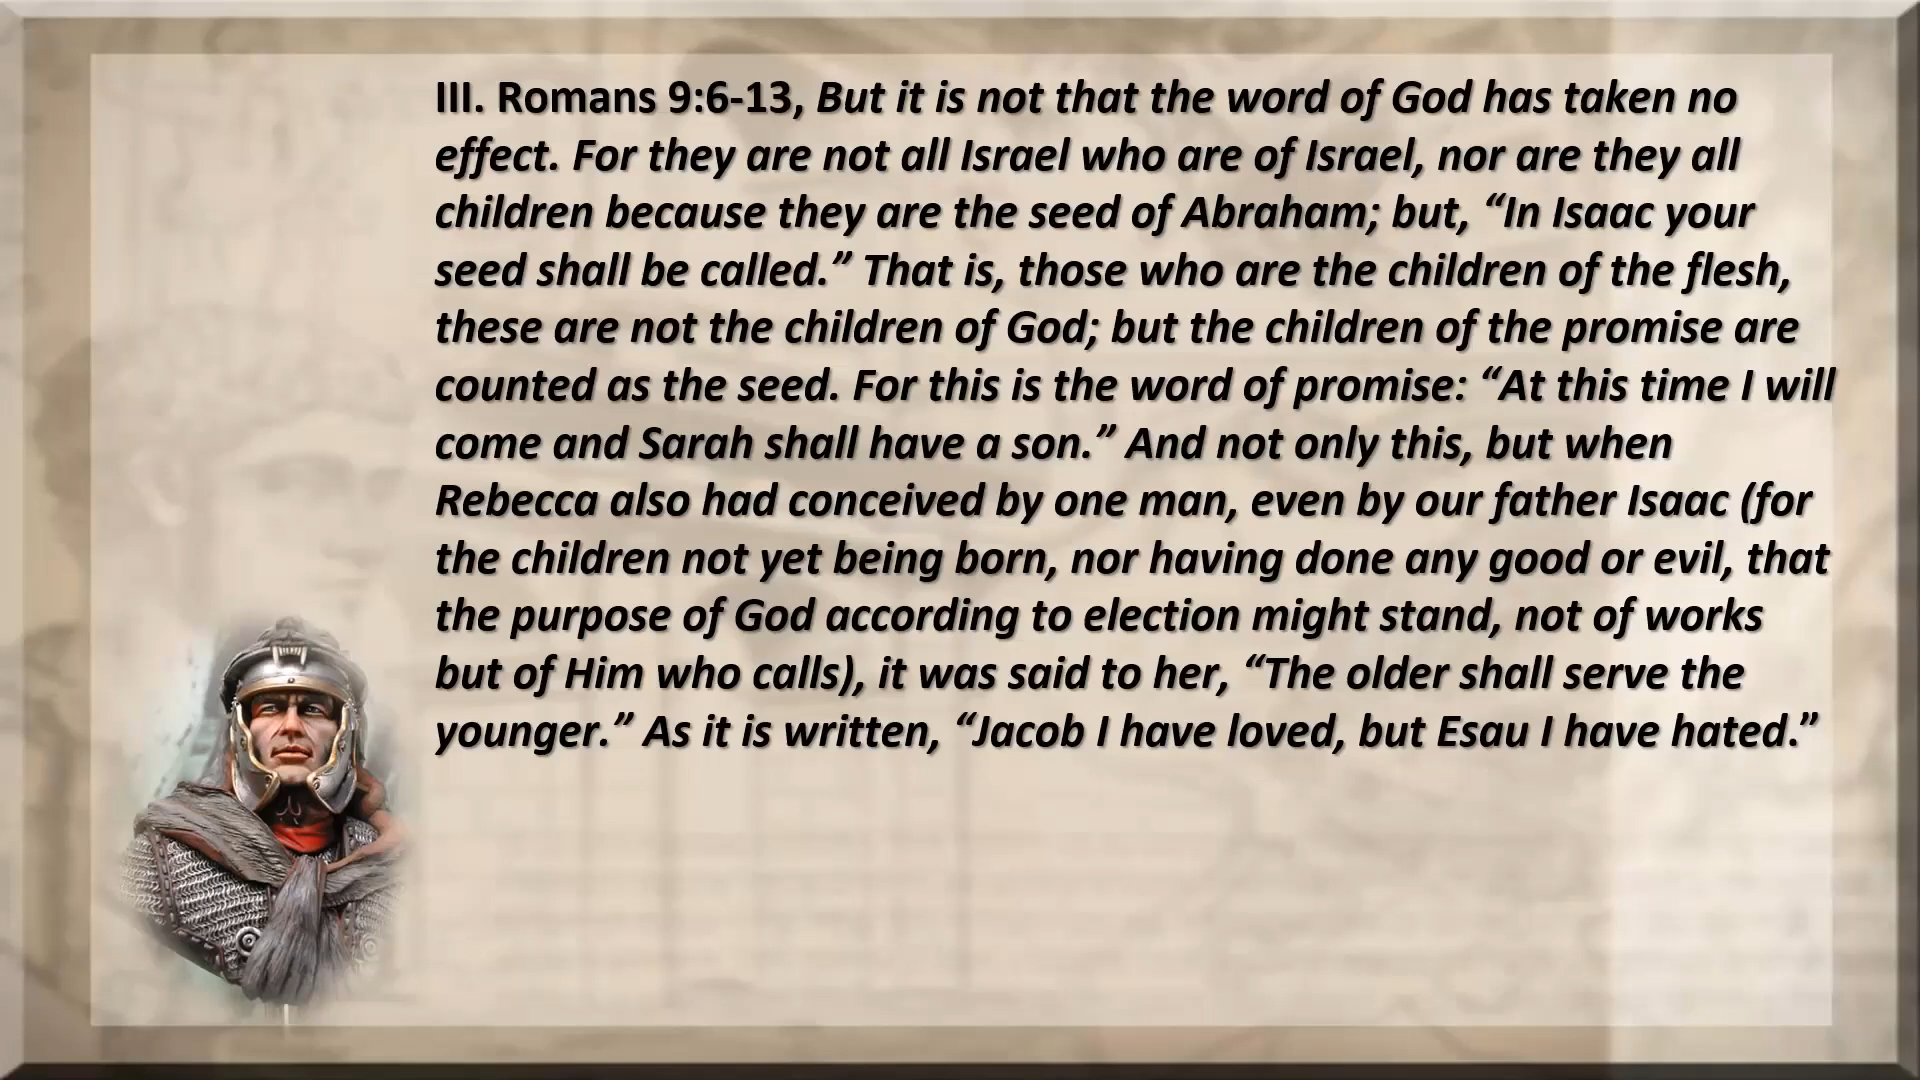 III. Romans 9:6-13, But it is not that the word of God has taken no
effect. For they are not all Israel who are of Israel, nor are they all
children because they are the seed of Abraham; but, “In Isaac your
seed shall be called.” That is, those who are the children of the flesh,
these are not the children of God; but the children of the promise are
counted as the seed. For this is the word of promise: “At this time I will
come and Sarah shall have a son.” And not only this, but when
Rebecca also had conceived by one man, even by our father Isaac (for
the children not yet being born, nor having done any good or evil, that
the purpose of God according to election might stand, not of works
but of Him who calls), it was said to her, “The older shall serve the
younger.” As it is written, “Jacob I have loved, but Esau I have hated.”